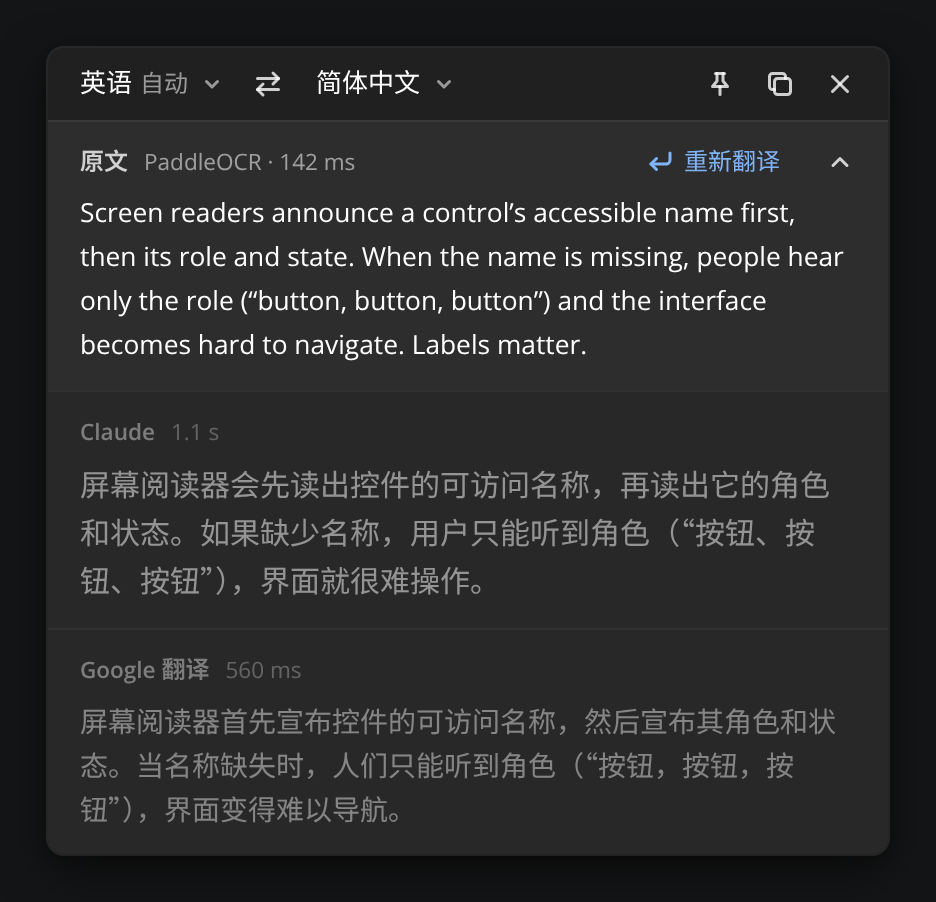 英语 自动 简体中文
原文 PaddleOCR · 142 ms 重新翻译
Screen readers announce a control’s accessible name first,
then its role and state. When the name is missing, people hear
only the role (“button, button, button”) and the interface
becomes hard to navigate. Labels matter.
Claude 1.1 s
屏幕阅读器会先读出控件的可访问名称，再读出它的角色
和状态。如果缺少名称，用户只能听到角色（“按钮、按
钮、按钮”），界面就很难操作。
Google 翻译 560 ms
屏幕阅读器首先宣布控件的可访问名称，然后宣布其角色和状
态。当名称缺失时，人们只能听到角色（“按钮，按钮，按
钮”），界面变得难以导航。